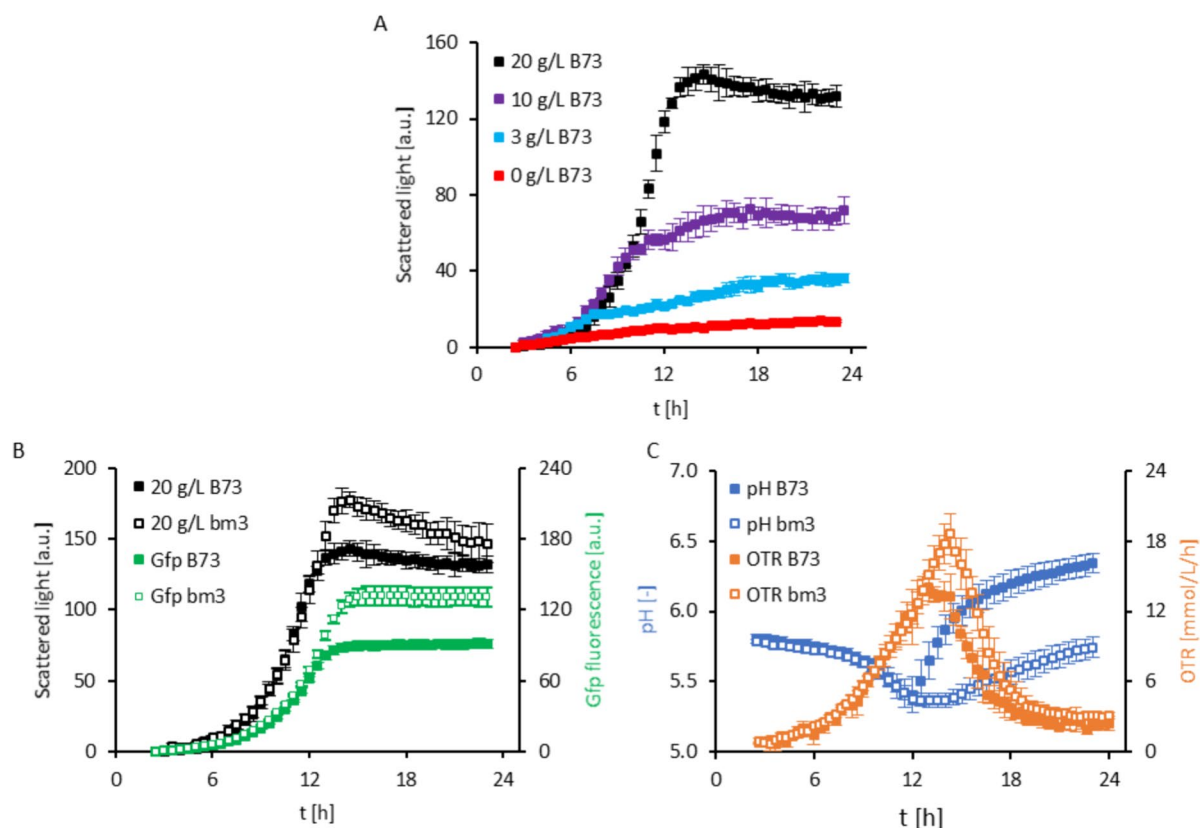 A
160
120
80
40
0
Scattered light [a.u.]
20 g/L B73
10 g/L B73
3 g/L B73
0 g/L B73
0 6 12 18 24
t [h]
B
200
150
100
50
0
Scattered light [a.u.]
20 g/L B73
20 g/L bm3
Gfp B73
Gfp bm3
240
180
120
60
0
Gfp fluorescence [a.u.]
0 6 12 18 24
t [h]
C
7.0
6.5
6.0
5.5
5.0
pH [-]
pH B73
pH bm3
OTR B73
OTR bm3
24
18
12
6
0
OTR [mmol/L/h]
0 6 12 18 24
t [h]